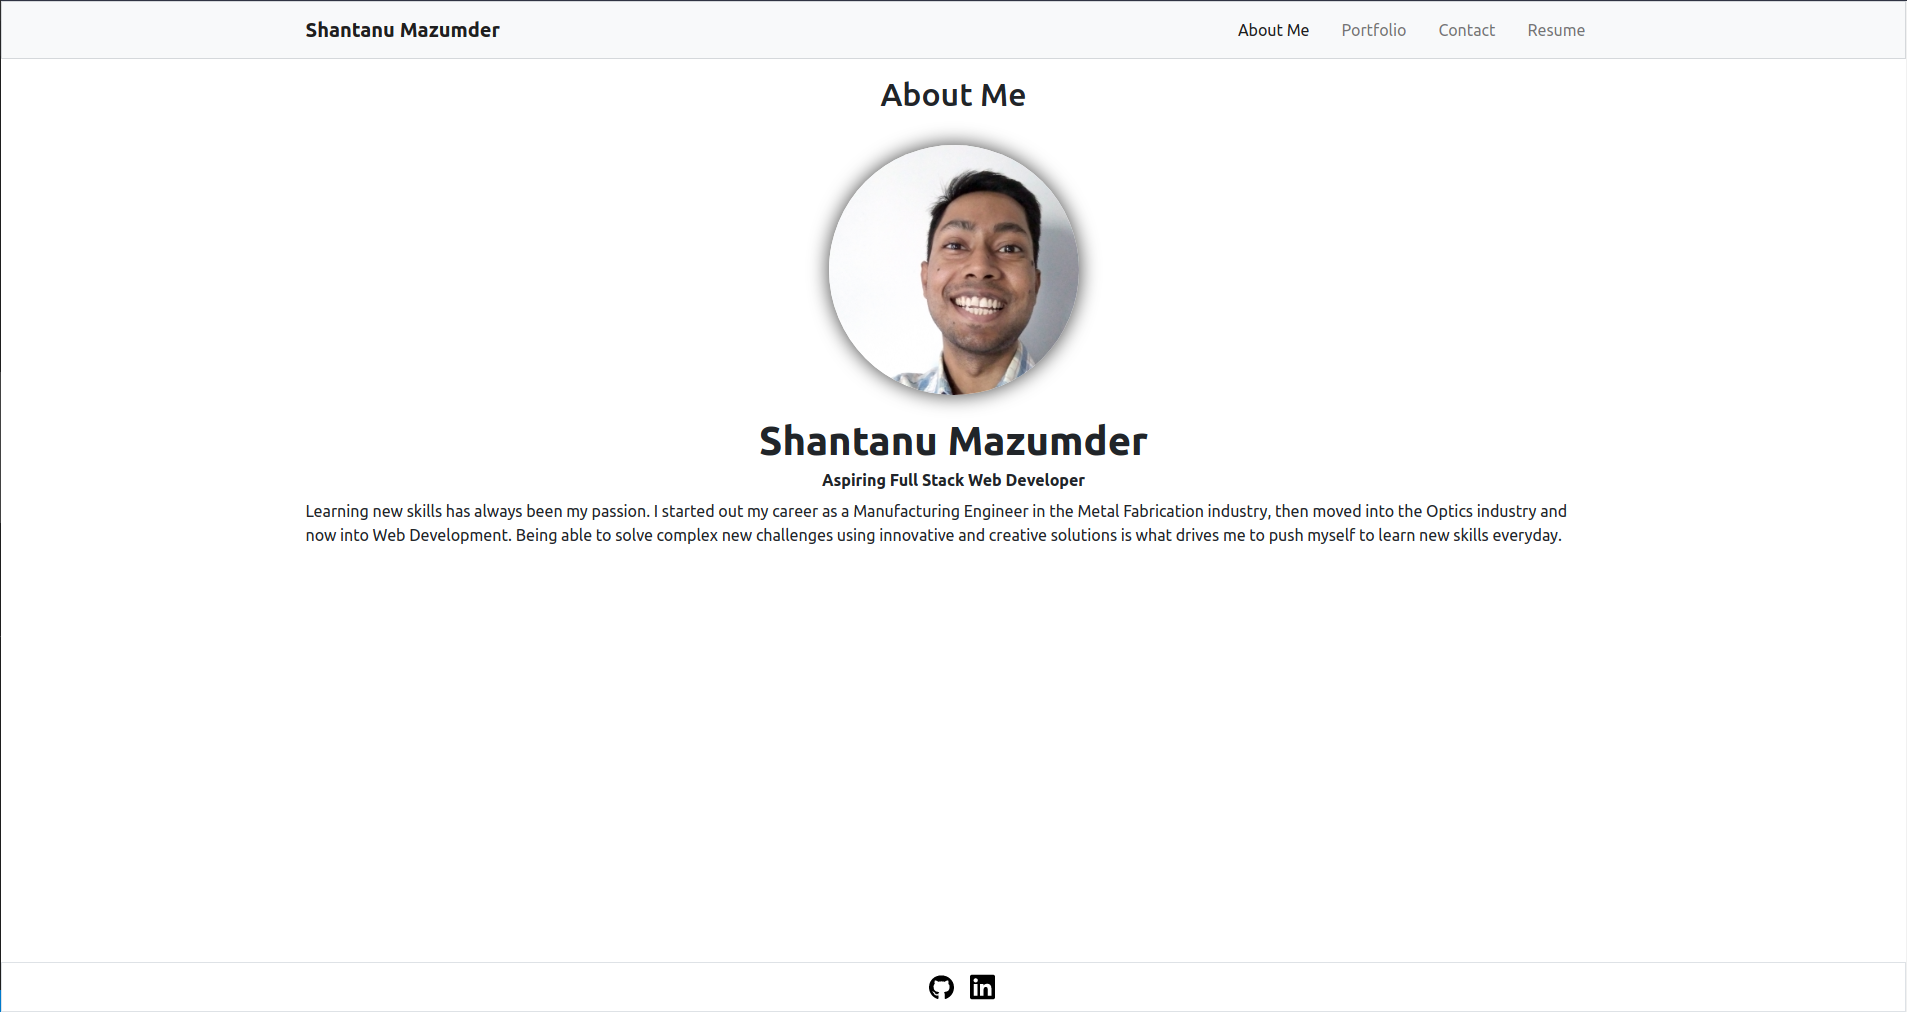 Shantanu Mazumder
About Me
Portfolio
Contact
Resume
About Me
Shantanu Mazumder
Aspiring Full Stack Web Developer
Learning new skills has always been my passion. I started out my career as a Manufacturing Engineer in the Metal Fabrication industry, then moved into the Optics industry and
now into Web Development. Being able to solve complex new challenges using innovative and creative solutions is what drives me to push myself to learn new skills everyday.
in